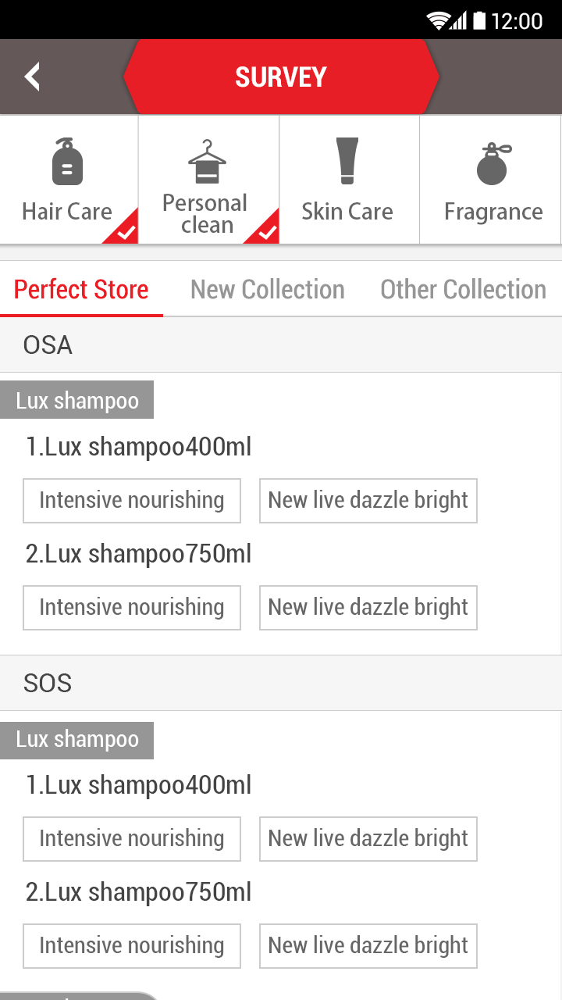 12:00
SURVEY
Hair Care
Personal
clean
Skin Care
Fragrance
Perfect Store
New Collection
Other Collection
OSA
Lux shampoo
1.Lux shampoo400ml
Intensive nourishing
New live dazzle bright
2.Lux shampoo750ml
Intensive nourishing
New live dazzle bright
SOS
Lux shampoo
1.Lux shampoo400ml
Intensive nourishing
New live dazzle bright
2.Lux shampoo750ml
Intensive nourishing
New live dazzle bright